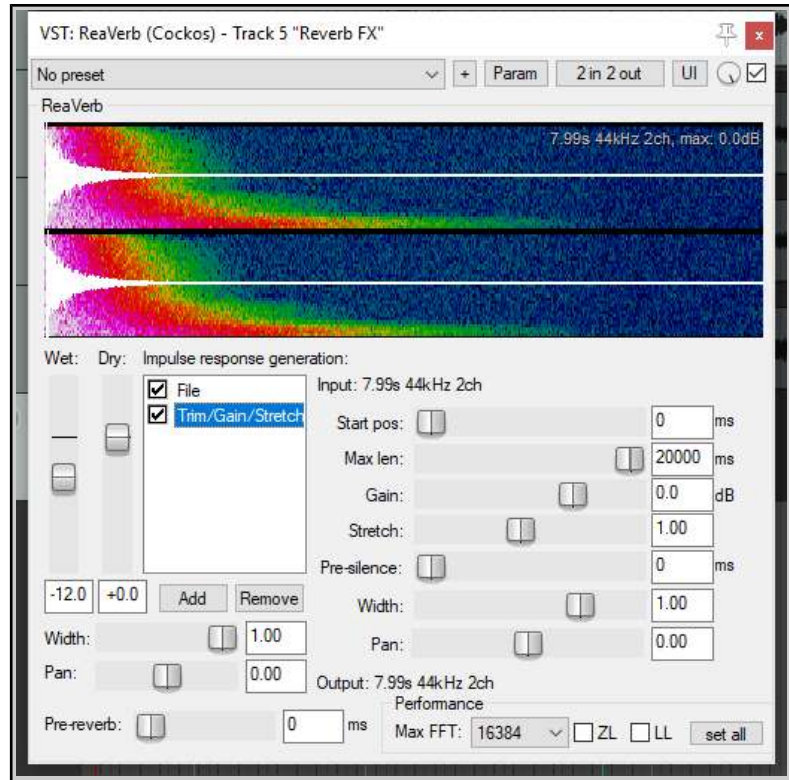 VST: ReaVerb (Cockos) - Track 5 "Reverb FX"
x
No preset + Param 2 in 2 out UI
ReaVerb
7.99s 44kHz 2ch, max: 0.0dB
Wet: Dry: Impulse response generation:
File
Trim/Gain/Stretch
-12.0 +0.0 Add Remove
Width: 1.00
Pan: 0.00
Pre-reverb: 0 ms
Input: 7.99s 44kHz 2ch
Start pos: 0 ms
Max len: 20000 ms
Gain: 0.0 dB
Stretch: 1.00
Pre-silence: 0 ms
Width: 1.00
Pan: 0.00
Output: 7.99s 44kHz 2ch
Performance
Max FFT: 16384 ZL LL set all